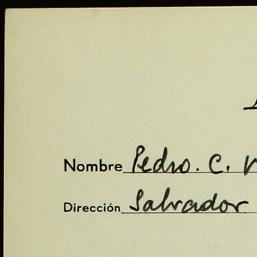 Nombre Pedro. C.
Dirección Salvador